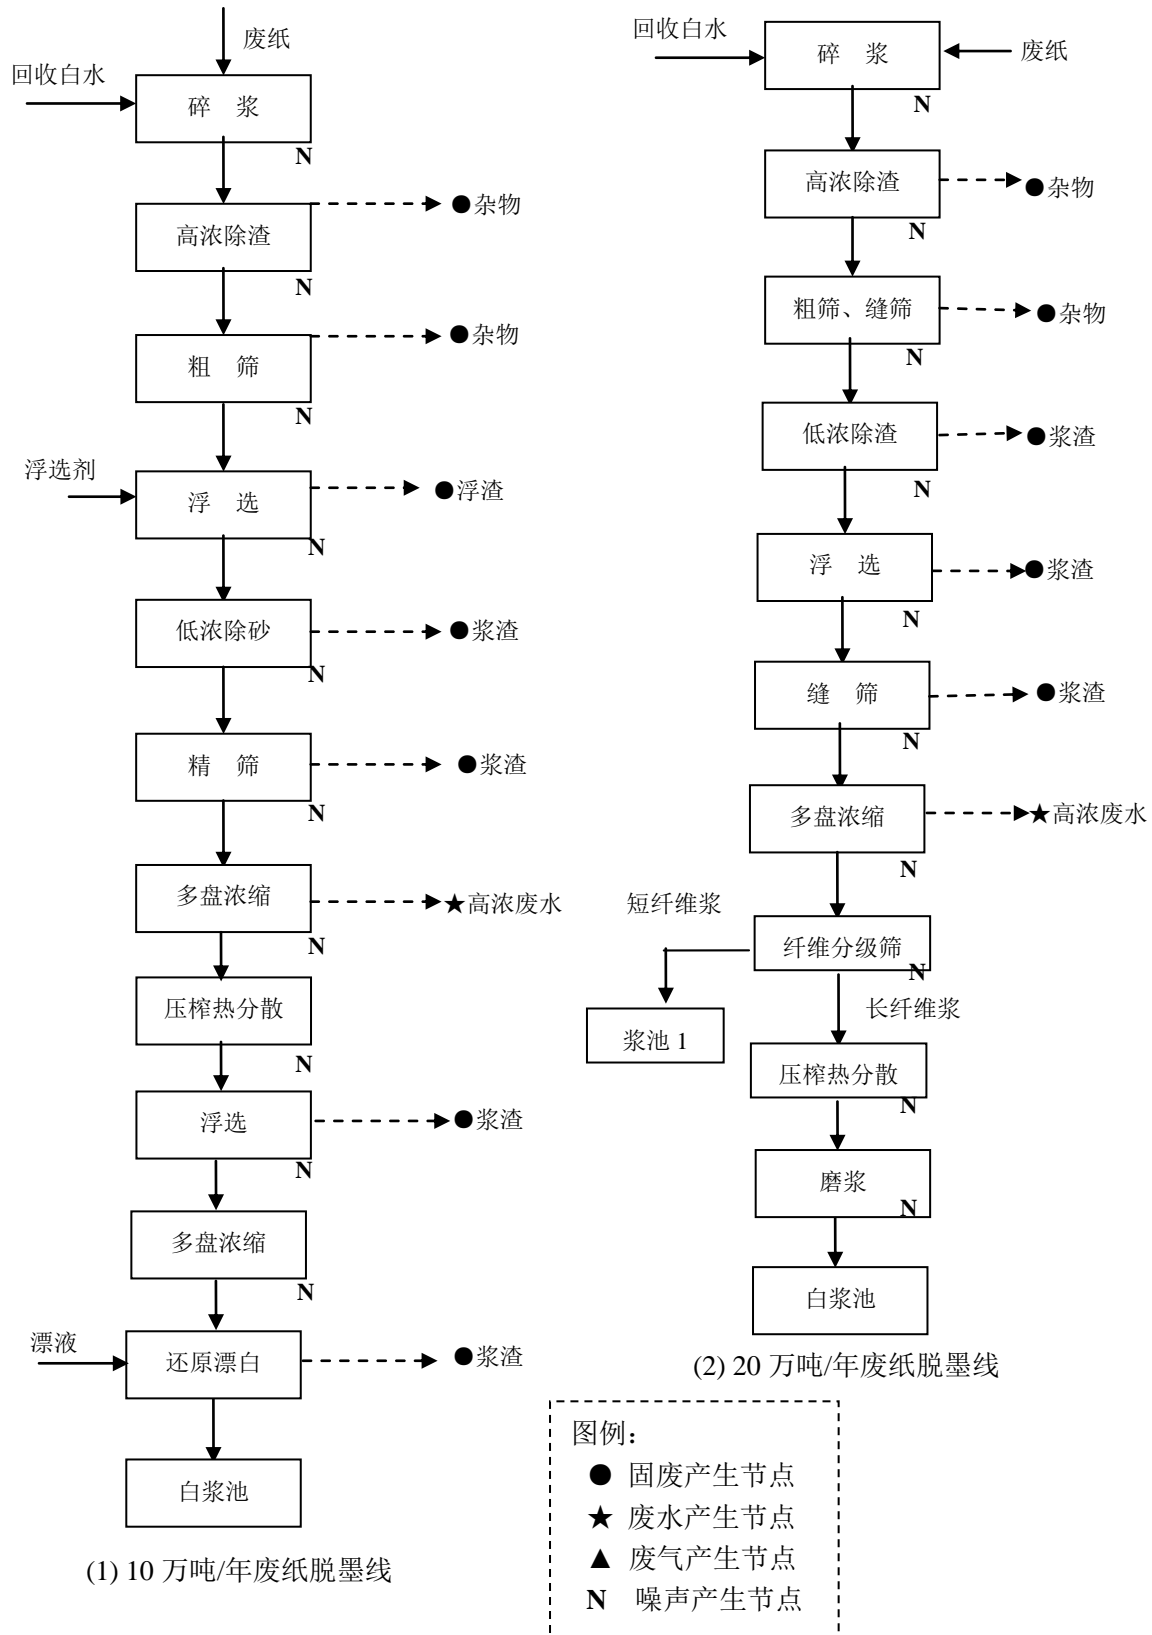 废纸
回收白水
碎 浆
N
高浓除渣
●杂物
N
粗 筛
●杂物
N
浮选剂
浮 选
●浮渣
N
低浓除砂
●浆渣
N
精 筛
●浆渣
N
多盘浓缩
★高浓废水
N
压榨热分散
N
浮选
●浆渣
N
多盘浓缩
N
漂液
还原漂白
●浆渣
白浆池
(1) 10 万吨/年废纸脱墨线
回收白水
碎 浆
废纸
N
高浓除渣
●杂物
N
粗筛、缝筛
●杂物
N
低浓除渣
●浆渣
N
浮 选
●浆渣
N
缝 筛
●浆渣
N
多盘浓缩
★高浓废水
N
短纤维浆
纤维分级筛
N
浆池 1
长纤维浆
压榨热分散
N
磨浆
N
白浆池
(2) 20 万吨/年废纸脱墨线
图例：
● 固废产生节点
★ 废水产生节点
▲ 废气产生节点
N 噪声产生节点